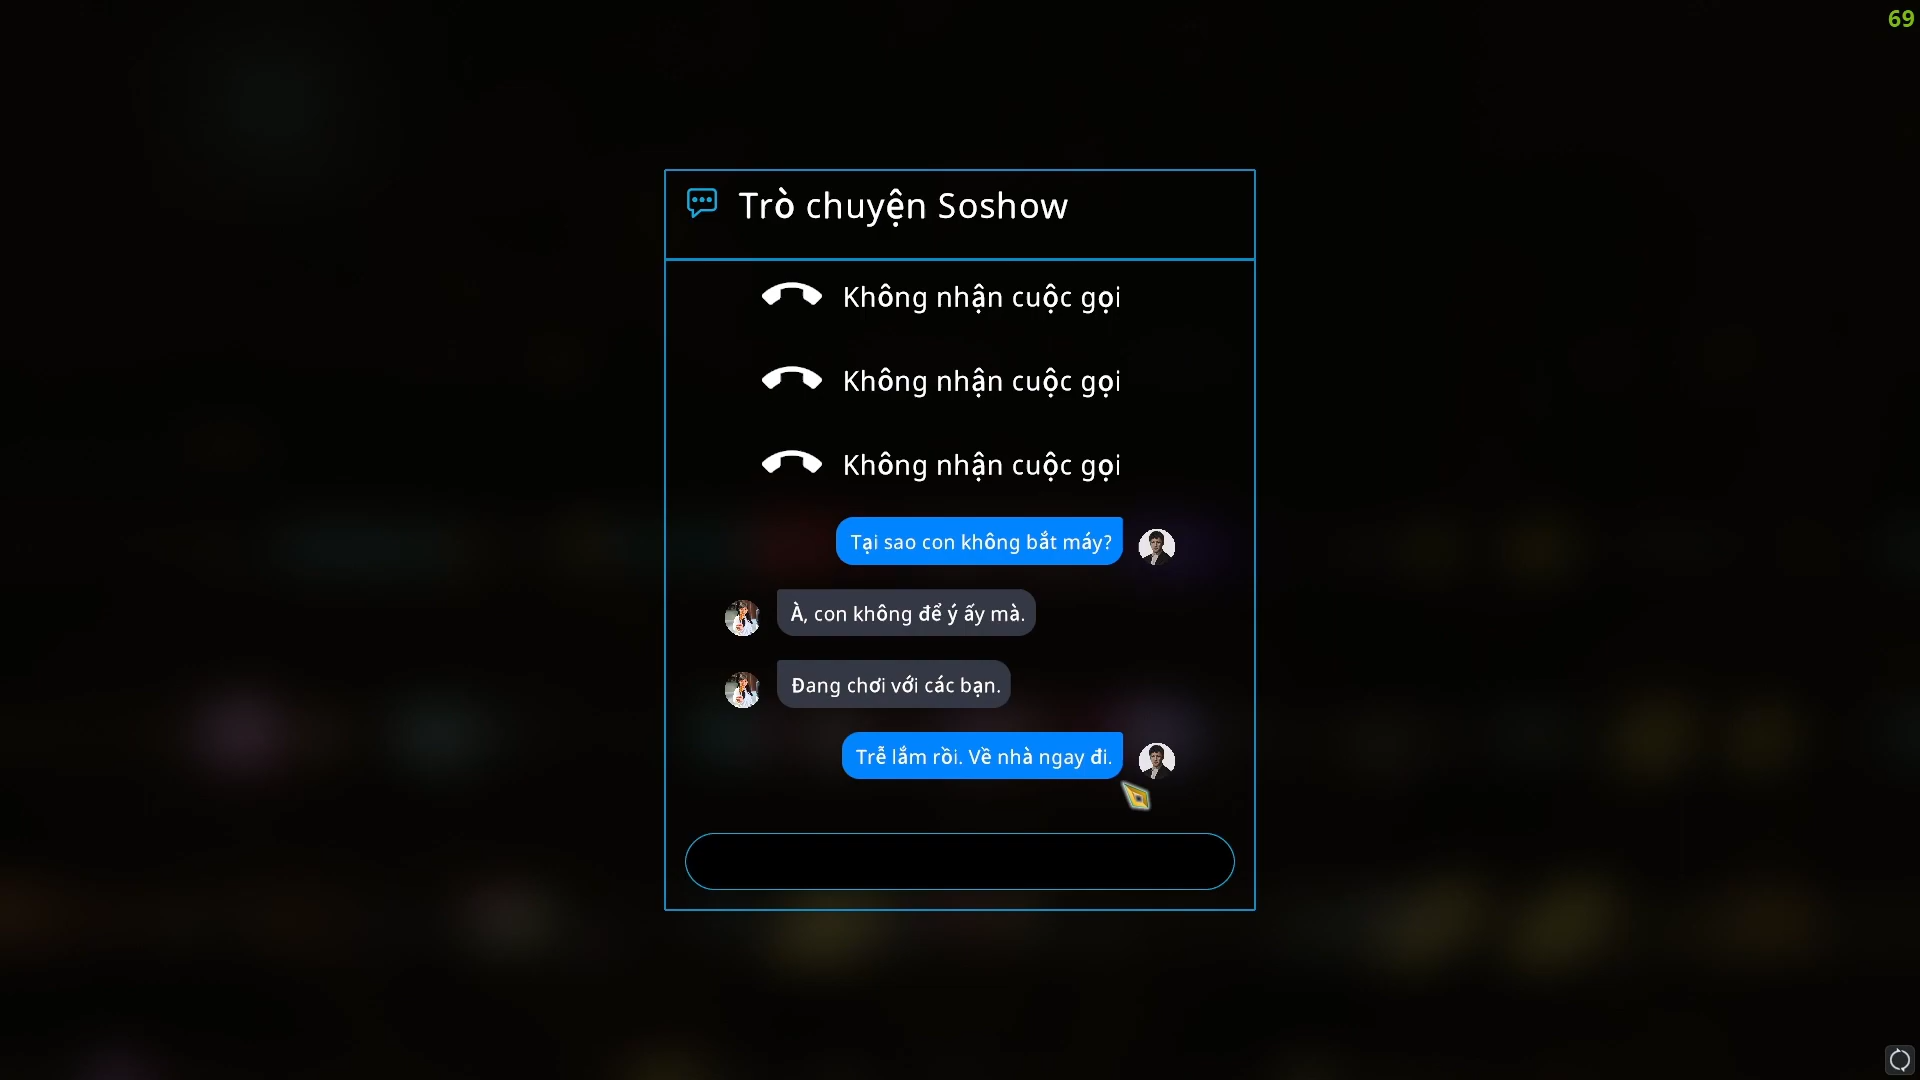 69
Trò chuyện Soshow
Không nhận cuộc gọi
Không nhận cuộc gọi
Không nhận cuộc gọi
Tại sao con không bắt máy?
À, con không để ý ấy mà.
Đang chơi với các bạn.
Trễ lắm rồi. Về nhà ngay đi.